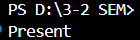 PS D:\3-2 SEM>
Present